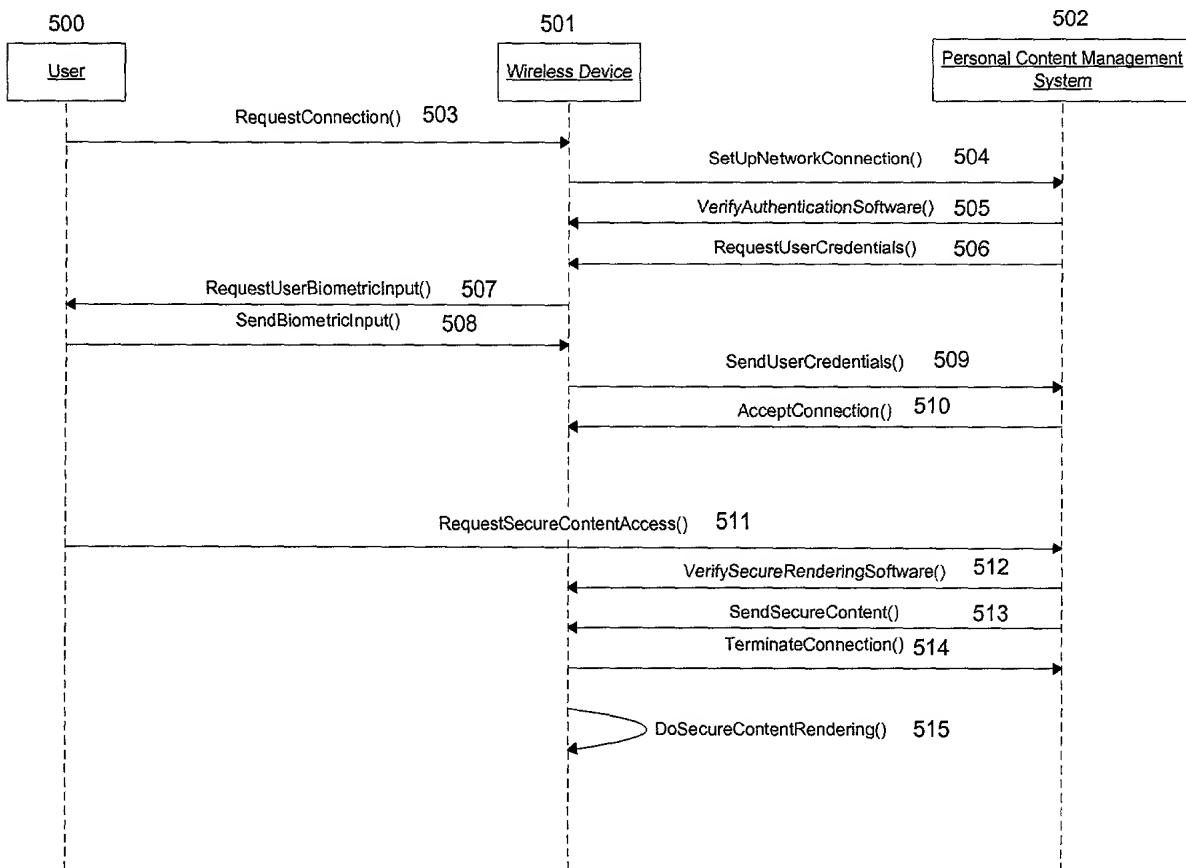 500
501
502
User
Wireless Device
Personal Content Management
System
RequestConnection() 503
SetUpNetworkConnection() 504
VerifyAuthenticationSoftware() 505
RequestUserCredentials() 506
RequestUserBiometricInput() 507
SendBiometricInput() 508
SendUserCredentials() 509
AcceptConnection() 510
RequestSecureContentAccess() 511
VerifySecureRenderingSoftware() 512
SendSecureContent() 513
TerminateConnection() 514
DoSecureContentRendering() 515